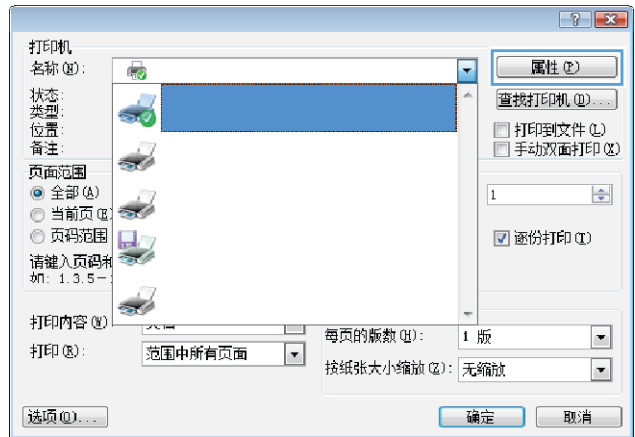 打印机
名称(N):
属性(P)
状态:
查找打印机(D)...
类型:
位置:
打印到文件(L)
备注:
手动双面打印(X)
页面范围
全部(A)
1
当前页(E)
页码范围
逐份打印(T)
请键入页码和
如: 1.3.5-
打印内容(W)
每页的版数(H):
1 版
打印(R):
范围中所有页面
按纸张大小缩放(Z):
无缩放
选项(O)...
确定
取消